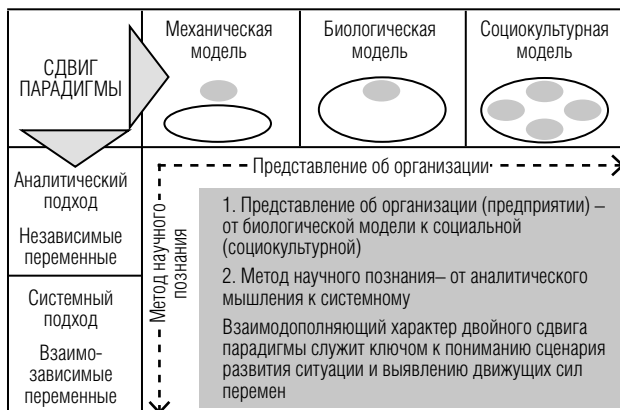 СДВИГ
ПАРАДИГМЫ
Механическая
модель
Биологическая
модель
Социокультурная
модель
Аналитический
подход
Независимые
переменные
Системный
подход
Взаимо-
зависимые
переменные
Представление об организации
Метод научного
познания
1. Представление об организации (предприятии) –
от биологической модели к социальной
(социокультурной)
2. Метод научного познания– от аналитического
мышления к системному
Взаимодополняющий характер двойного сдвига
парадигмы служит ключом к пониманию сценария
развития ситуации и выявлению движущих сил
перемен